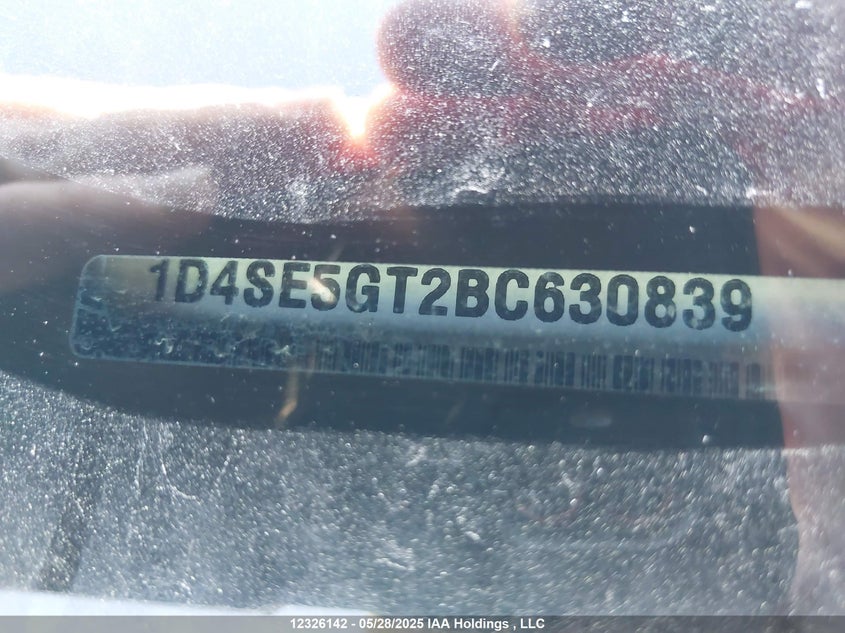 1D4SE5GT2BC630839
12326142 - 05/28/2025 IAA Holdings , LLC